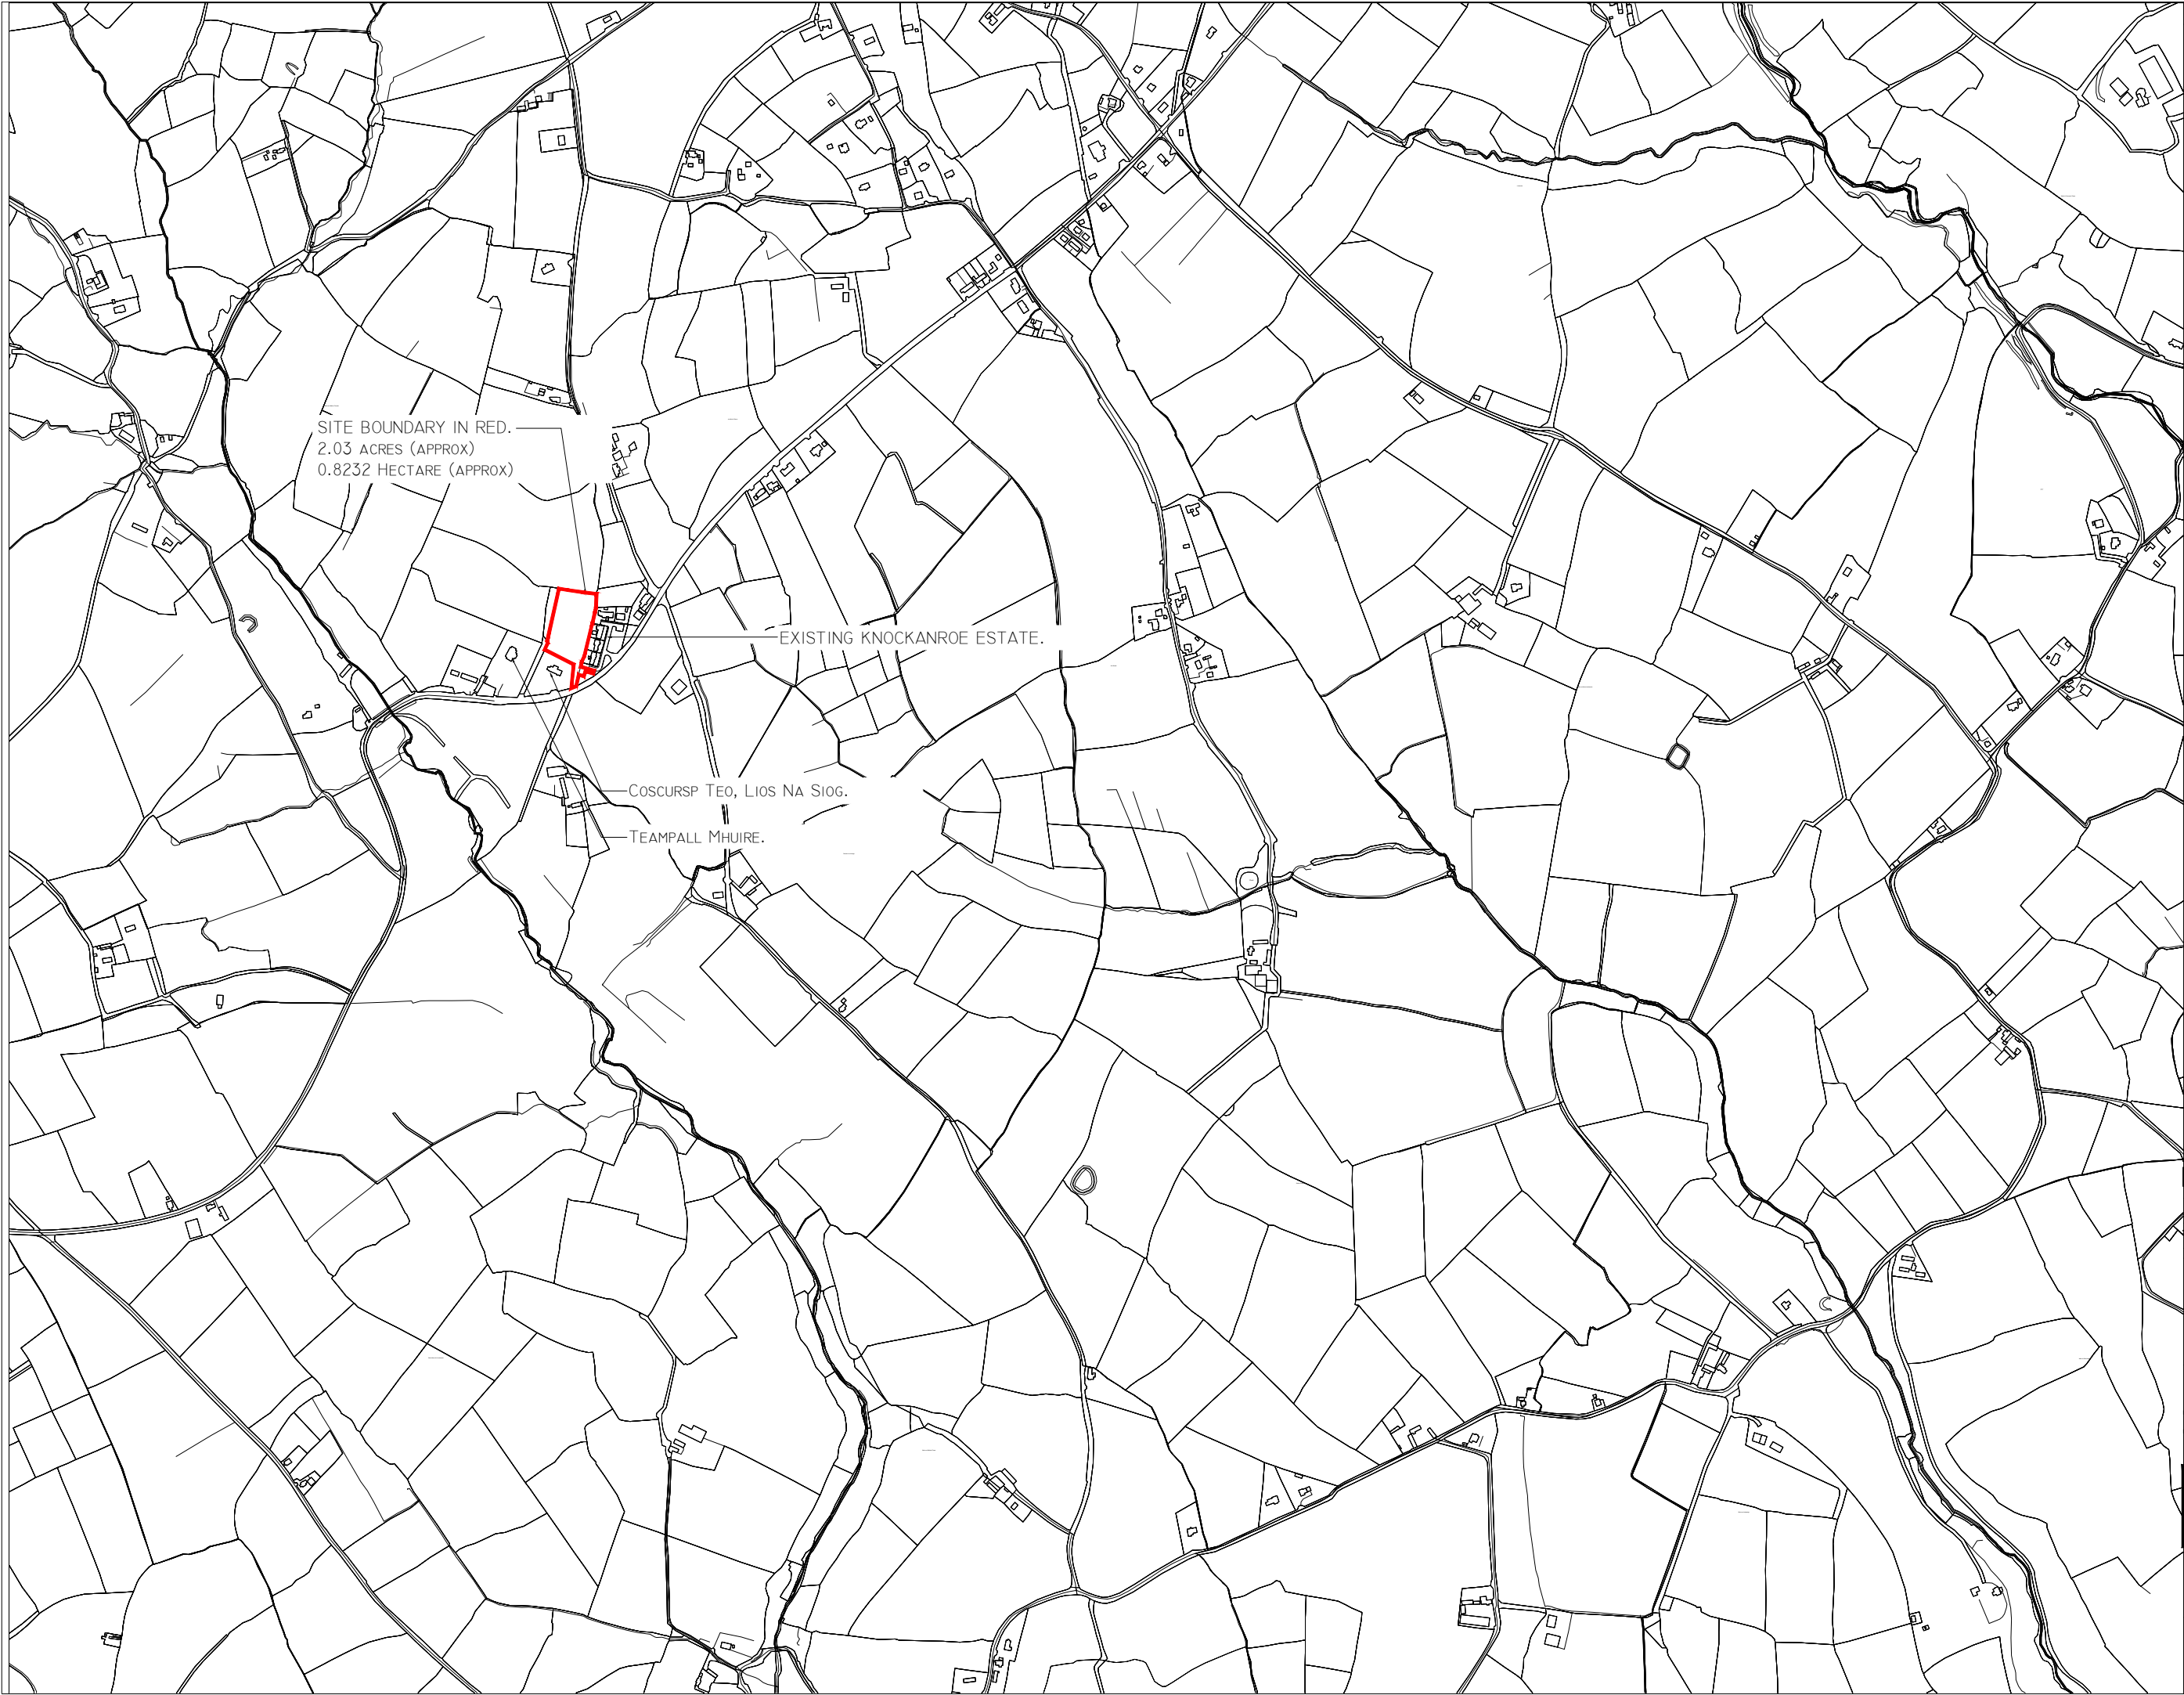 SITE BOUNDARY IN RED.
2.03 ACRES (APPROX)
0.8232 HECTARE (APPROX)
EXISTING KNOCKANROE ESTATE.
COSCURSP TEO, LIOS NA SIOG.
TEAMPALL MHUIRE.